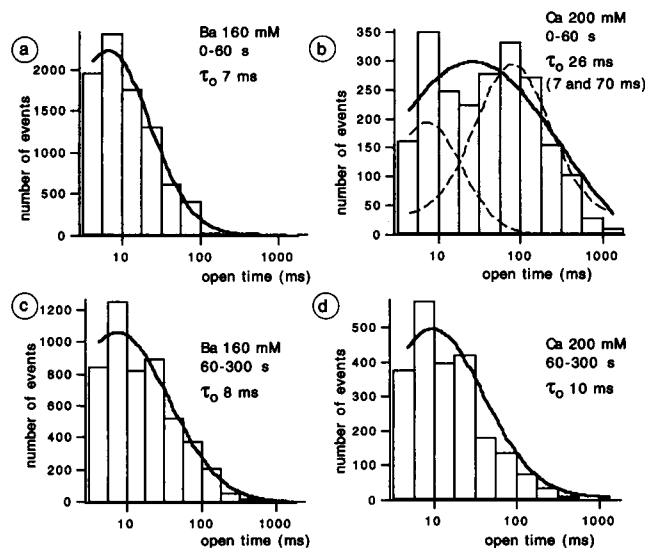 a
Ba 160 mM
0-60 s
τo 7 ms
number of events
2000
1500
1000
500
0
10
100
1000
open time (ms)
b
Ca 200 mM
0-60 s
τo 26 ms
(7 and 70 ms)
number of events
350
300
250
200
150
100
50
0
10
100
1000
open time (ms)
c
Ba 160 mM
60-300 s
τo 8 ms
number of events
1200
1000
800
600
400
200
0
10
100
1000
open time (ms)
d
Ca 200 mM
60-300 s
τo 10 ms
number of events
500
400
300
200
100
0
10
100
1000
open time (ms)